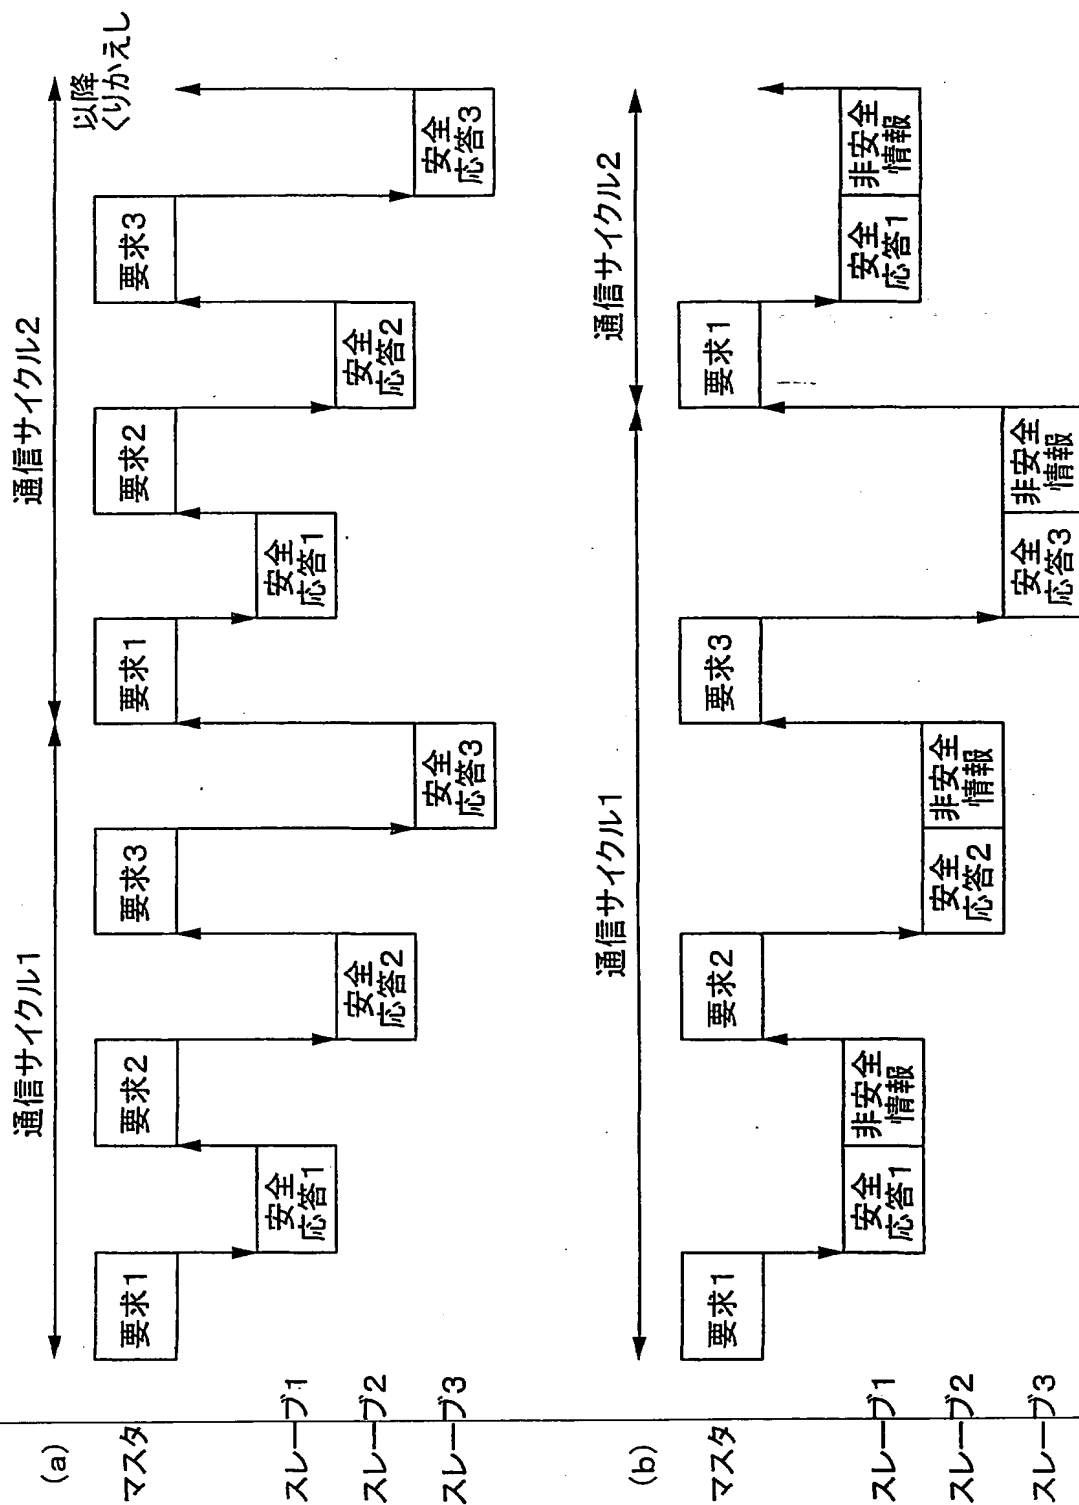 (a)
通信サイクル1
通信サイクル2
以降
くりかえし
マスタ
要求1
要求2
要求3
要求1
要求2
要求3
スレーブ1
安全
応答1
安全
応答1
スレーブ2
安全
応答2
安全
応答2
スレーブ3
安全
応答3
安全
応答3
(b)
通信サイクル1
通信サイクル2
マスタ
要求1
要求2
要求3
要求1
スレーブ1
安全
応答1
非安全
情報
安全
応答1
非安全
情報
スレーブ2
安全
応答2
非安全
情報
スレーブ3
安全
応答3
非安全
情報